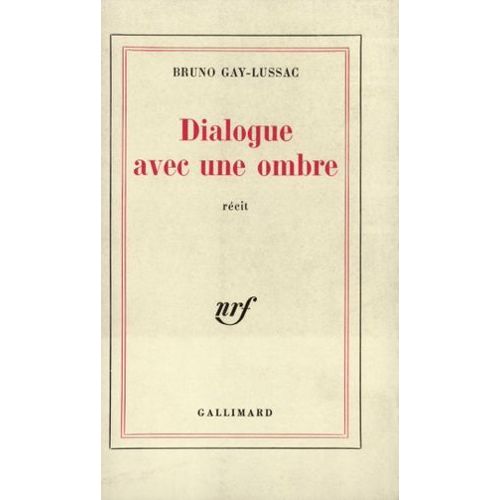 BRUNO GAY-LUSSAC
Dialogue
avec une ombre
récit
nrf
GALLIMARD